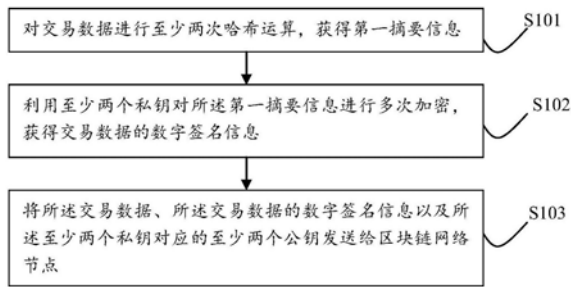 对交易数据进行至少两次哈希运算，获得第一摘要信息
S101
利用至少两个私钥对所述第一摘要信息进行多次加密，
获得交易数据的数字签名信息
S102
将所述交易数据、所述交易数据的数字签名信息以及所
述至少两个私钥对应的至少两个公钥发送给区块链网络
节点
S103